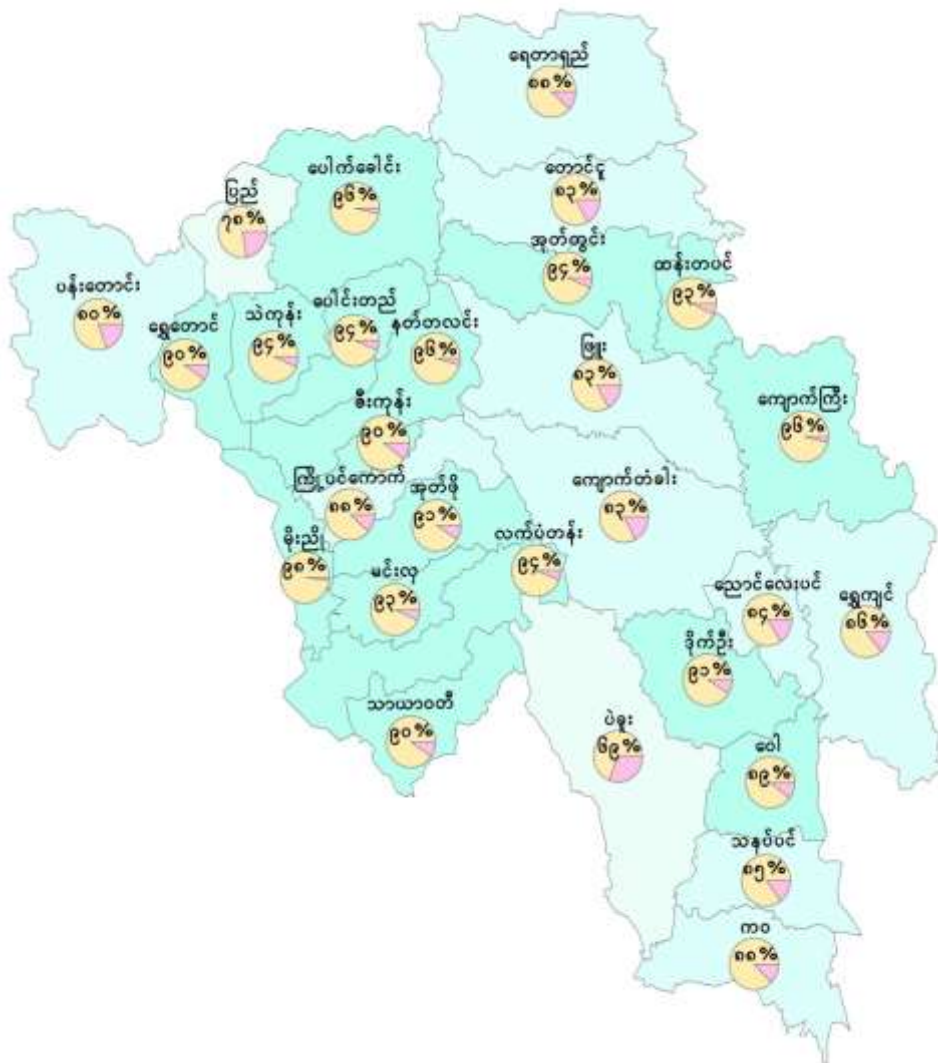 ရေတာရှည်
၈၈%
တောင်ငူ
၈၃%
ပေါက်ခေါင်း
၉၆%
ပြည်
၇၈%
အုတ်တွင်း
၉၄%
ထန်းတပင်
၉၃%
ပန်းတောင်း
၈၀%
ရွှေတောင်
၉၀%
သဲကုန်း
၉၄%
ပေါင်းတည်
၉၄%
နတ်တလင်း
၉၆%
ဖြူး
၈၃%
ကျောက်ကြီး
၉၆%
ဇီးကုန်း
၉၀%
ကြို့ပင်ကောက်
၈၈%
အုတ်ဖို
၉၁%
ကျောက်တံခါး
၈၃%
မိုးညို
၉၈%
မင်းလှ
၉၃%
လက်ပံတန်း
၉၄%
ညောင်လေးပင်
၈၄%
ရွှေကျင်
၈၆%
ဒိုက်ဦး
၉၁%
သာယာဝတီ
၉၀%
ပဲခူး
၆၉%
ဝေါ
၈၉%
သနပ်ပင်
၈၅%
ကဝ
၈၈%